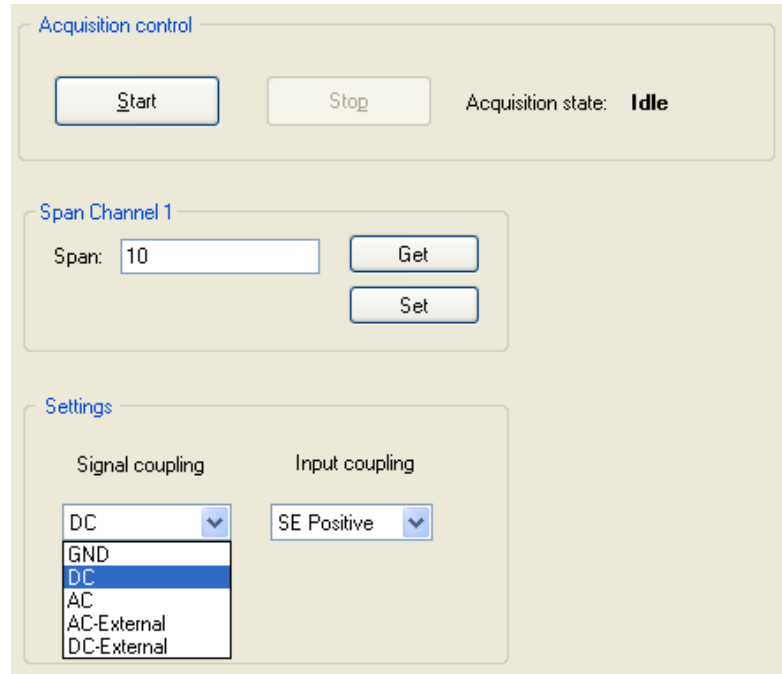 Acquisition control
Start Stop Acquisition state: Idle
Span Channel 1
Span: 10 Get
Set
Settings
Signal coupling Input coupling
DC SE Positive
GND
DC
AC
AC-External
DC-External